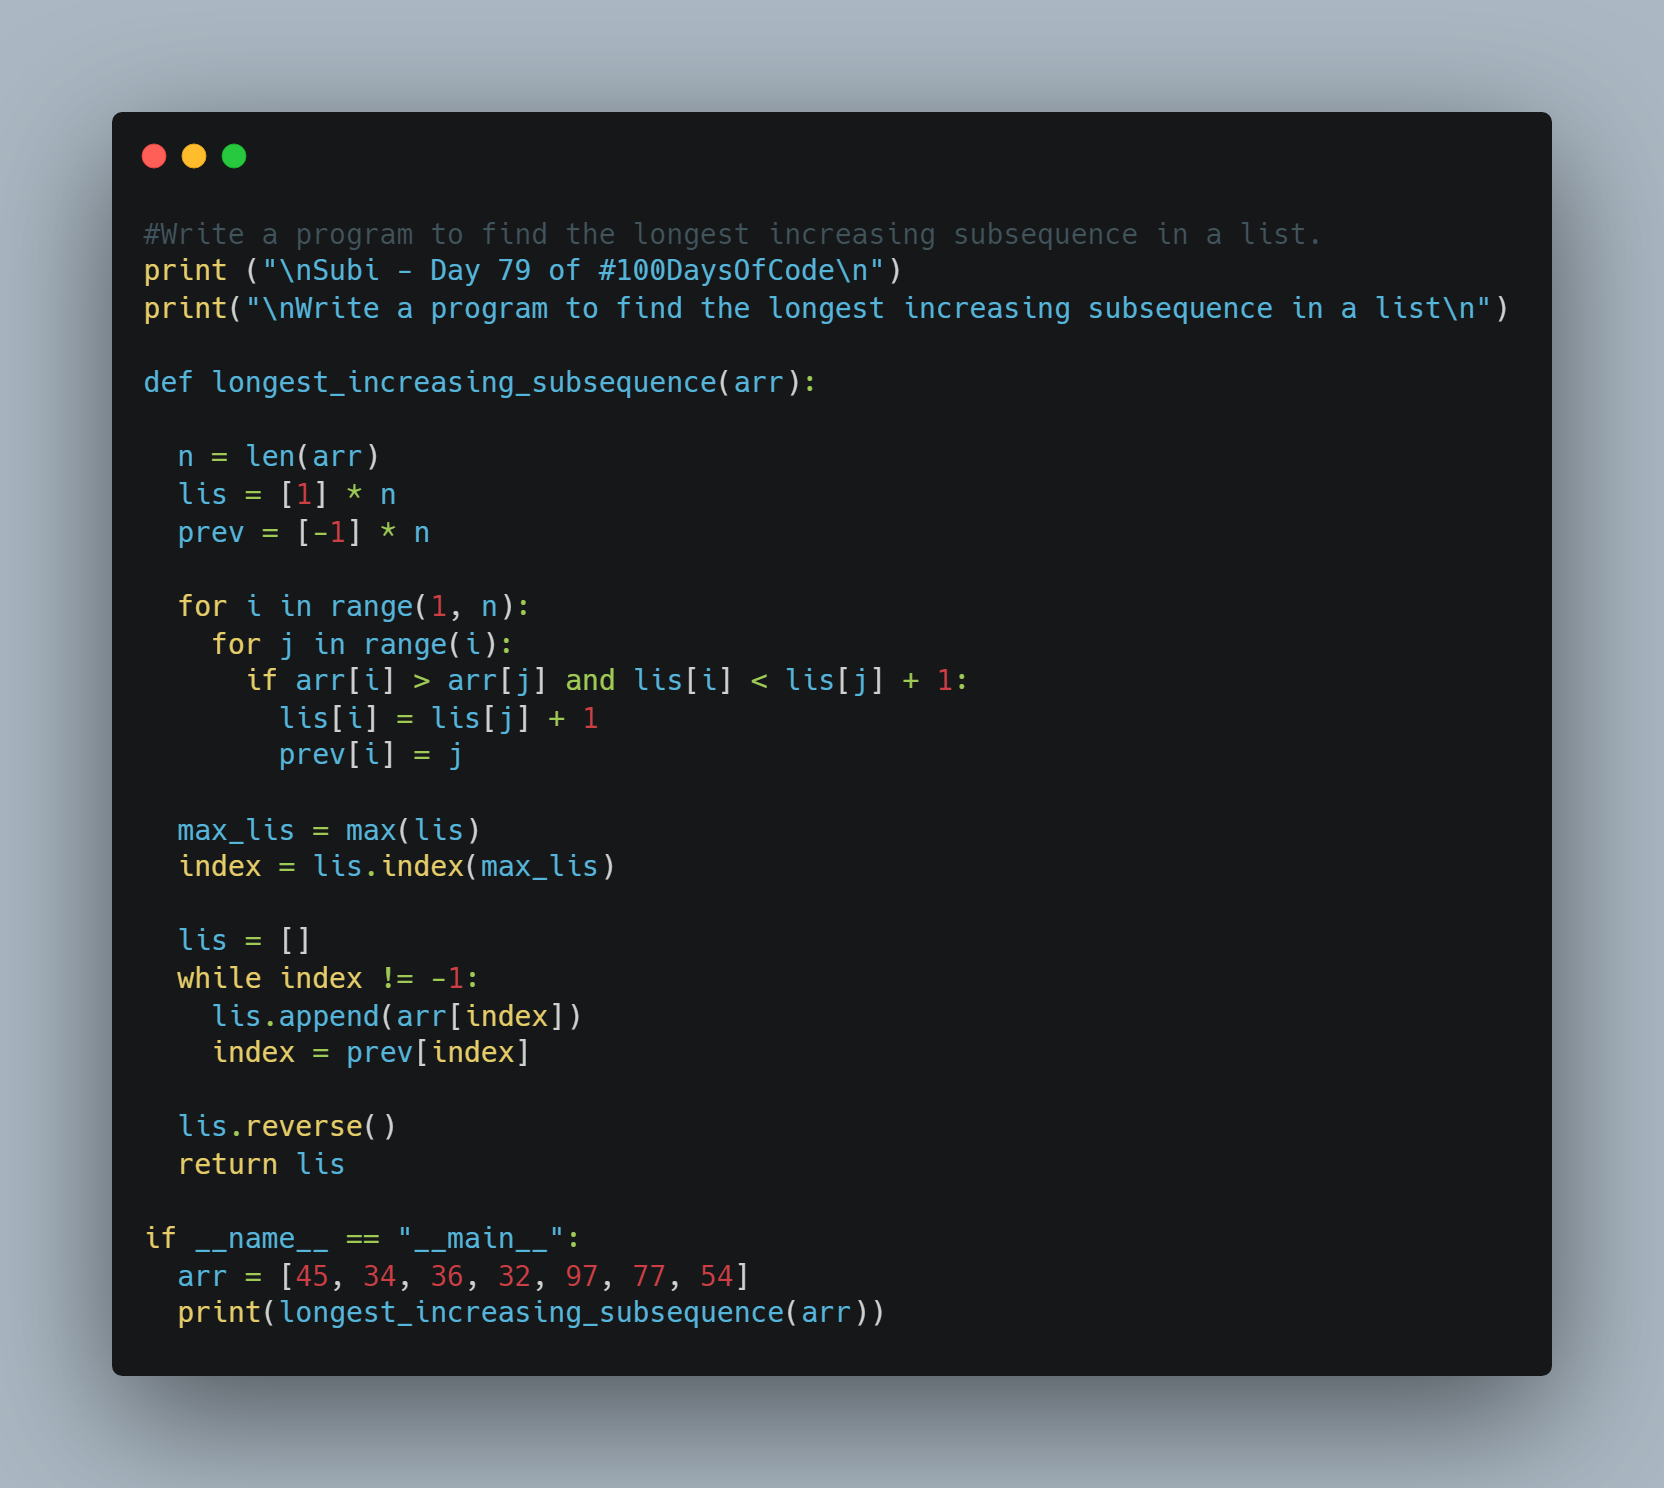 #Write a program to find the longest increasing subsequence in a list.
print ("\nSubi - Day 79 of #100DaysOfCode\n")
print("\nWrite a program to find the longest increasing subsequence in a list\n")

def longest_increasing_subsequence(arr):

  n = len(arr)
  lis = [1] * n
  prev = [-1] * n

  for i in range(1, n):
    for j in range(i):
      if arr[i] > arr[j] and lis[i] < lis[j] + 1:
        lis[i] = lis[j] + 1
        prev[i] = j

  max_lis = max(lis)
  index = lis.index(max_lis)

  lis = []
  while index != -1:
    lis.append(arr[index])
    index = prev[index]

  lis.reverse()
  return lis

if __name__ == "__main__":
  arr = [45, 34, 36, 32, 97, 77, 54]
  print(longest_increasing_subsequence(arr))